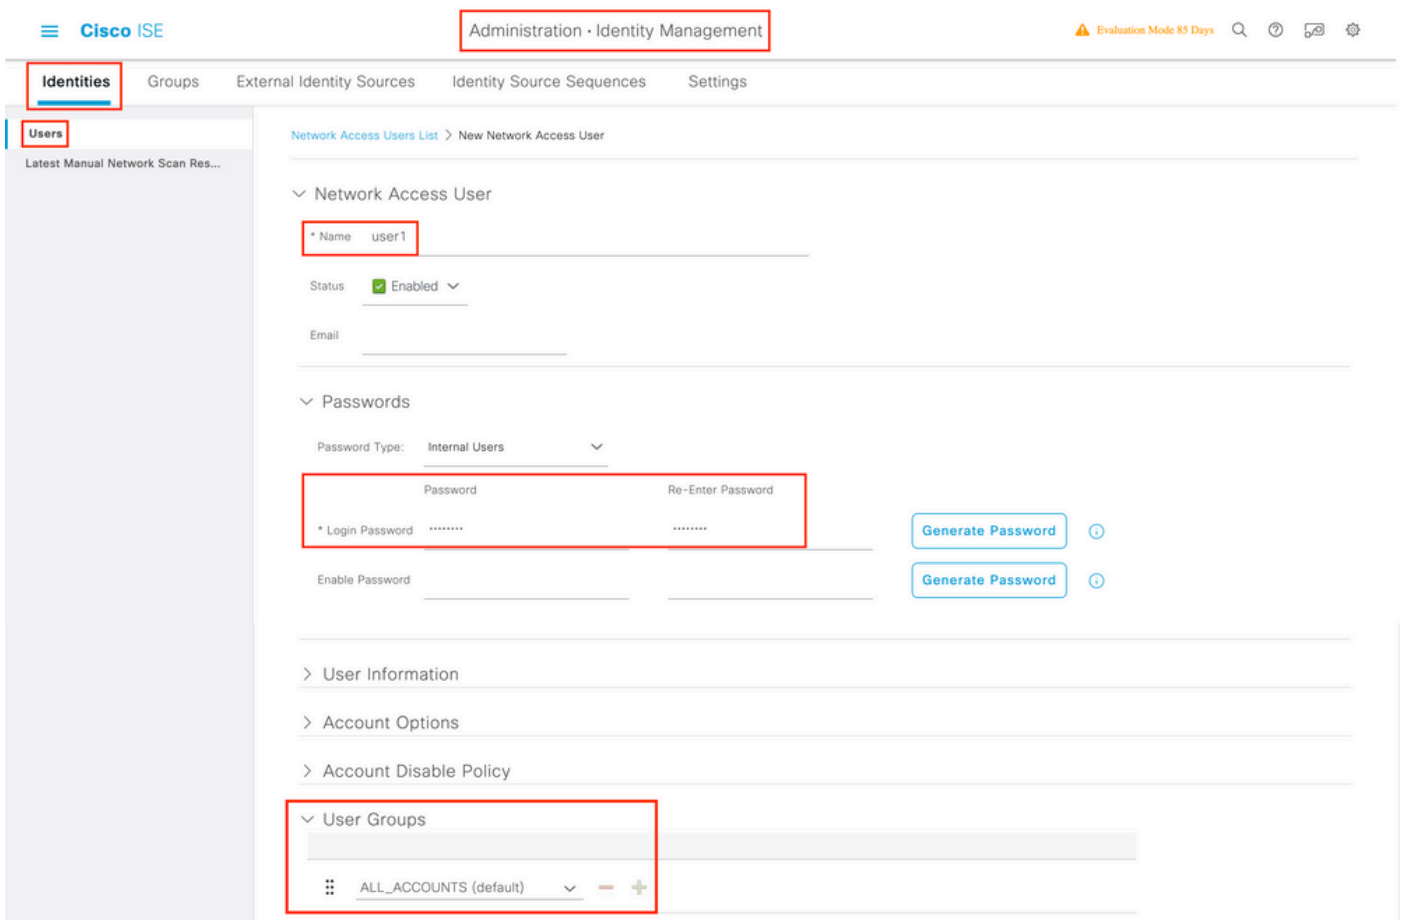 Cisco ISE
Administration · Identity Management
Evaluation Mode 85 Days
Identities
Groups
External Identity Sources
Identity Source Sequences
Settings
Users
Latest Manual Network Scan Res...
Network Access Users List > New Network Access User
Network Access User
* Name user1
Status Enabled
Email
Passwords
Password Type: Internal Users
Password Re-Enter Password
* Login Password ········ ········ Generate Password
Enable Password Generate Password
User Information
Account Options
Account Disable Policy
User Groups
ALL_ACCOUNTS (default)